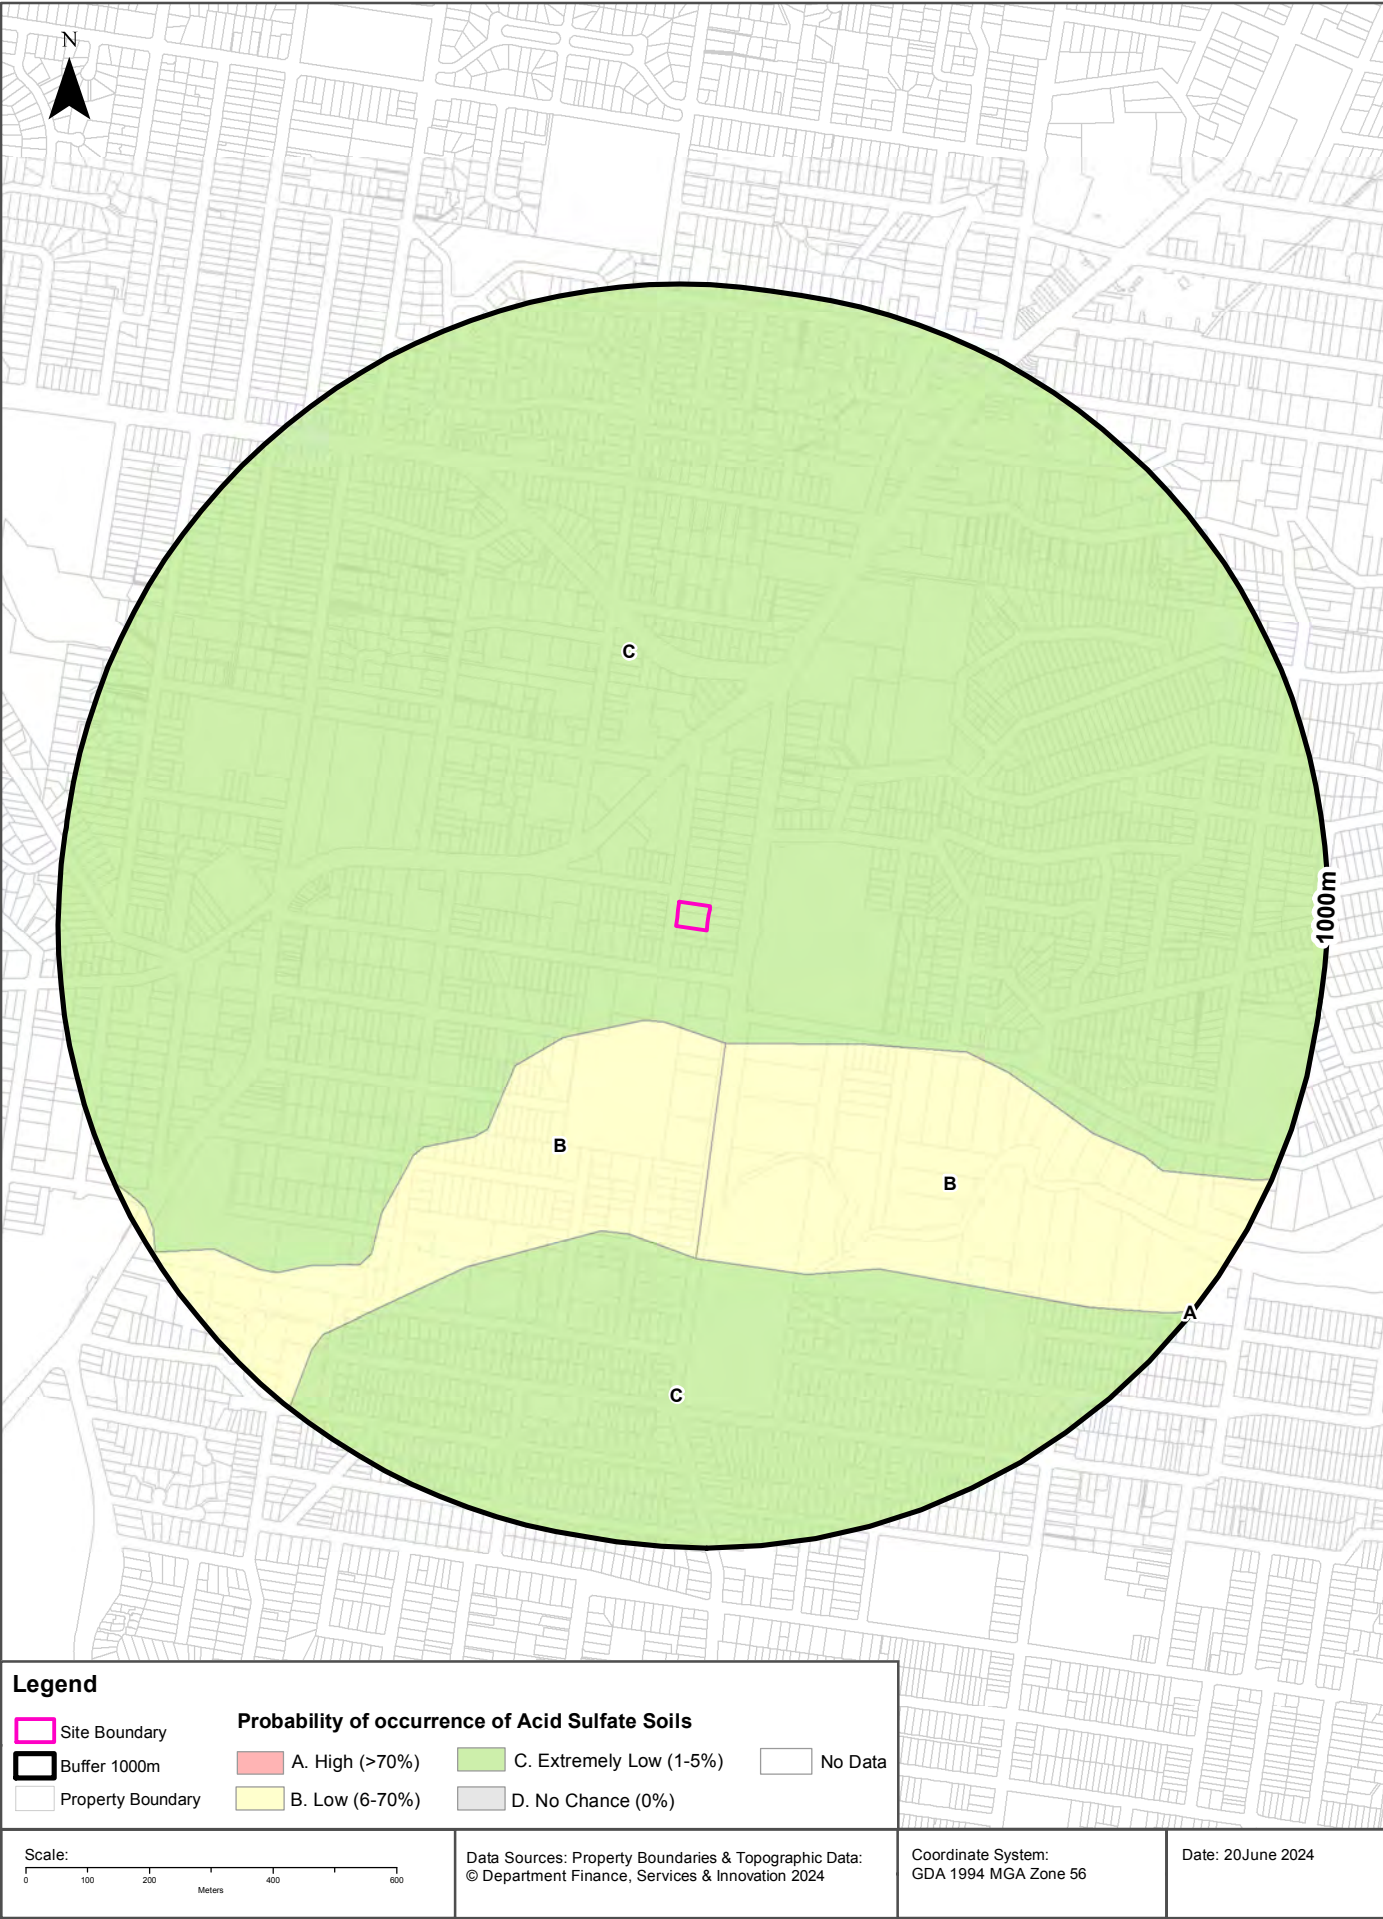 N
C
1000m
B
B
A
C
Legend
Site Boundary
Buffer 1000m
Property Boundary
Probability of occurrence of Acid Sulfate Soils
A. High (>70%)
B. Low (6-70%)
C. Extremely Low (1-5%)
D. No Chance (0%)
No Data
Scale:
0 100 200 400 600
Meters
Data Sources: Property Boundaries & Topographic Data:
© Department Finance, Services & Innovation 2024
Coordinate System:
GDA 1994 MGA Zone 56
Date: 20June 2024